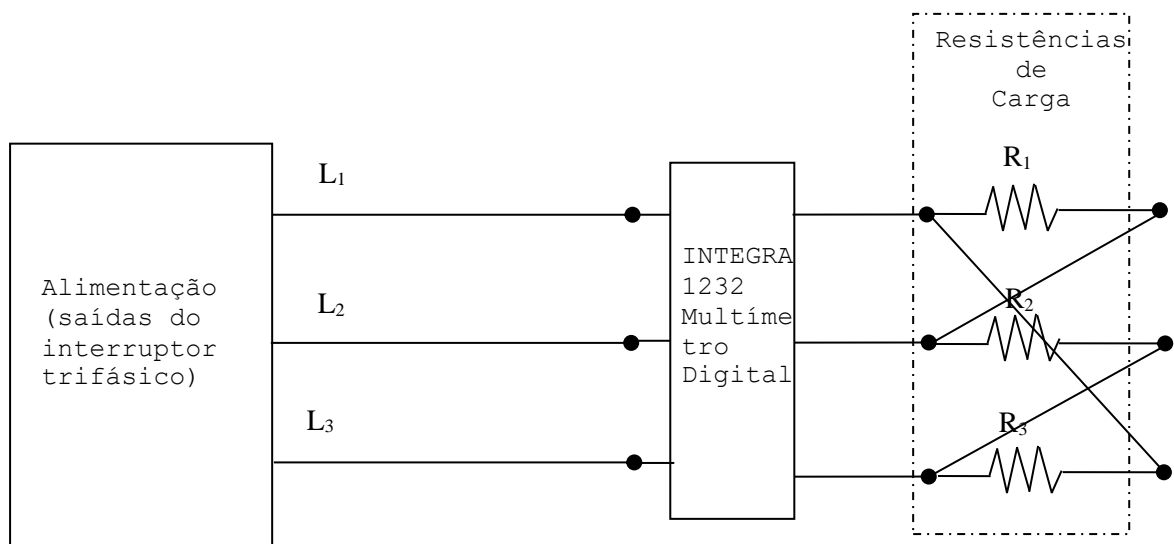 Resistências
de
Carga
R1
L1
INTEGRA
1232
Multíme
tro
Digital
Alimentação
(saídas do
interruptor
trifásico)
L2
R2
L3
R3